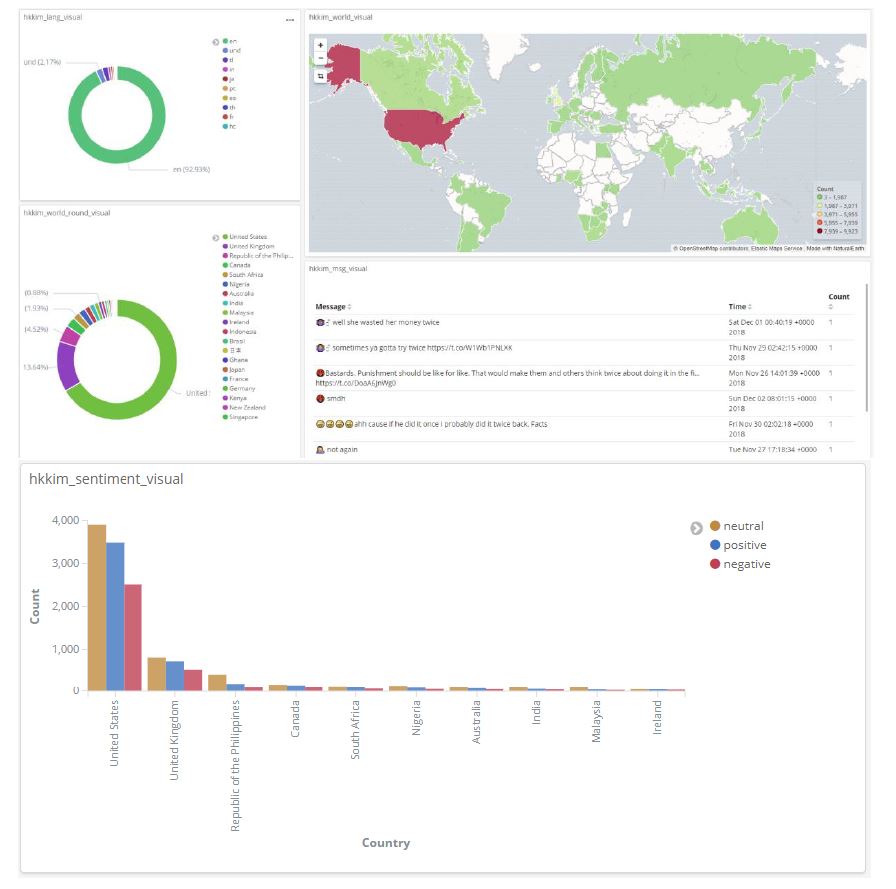 hkkim_lang_visual
...
und (2.17%)
en (92.93%)
en
und
tl
in
ja
es
th
fr
hkkim_world_visual
+
−
Count
3 – 1,987
1,987 – 3,971
3,971 – 5,955
5,955 – 7,939
7,939 – 9,923
© OpenStreetMap contributors, Elastic Maps Service, Made with NaturalEarth
hkkim_world_round_visual
(0.88%)
(1.93%)
(4.52%)
13.64%)
United
United States
United Kingdom
Republic of the Philip...
Canada
South Africa
Nigeria
Australia
India
Malaysia
Ireland
Indonesia
Brasil
日本
Ghana
Japan
France
Germany
Kenya
New Zealand
Singapore
hkkim_msg_visual
Message Time Count
well she wasted her money twice Sat Dec 01 00:40:19 +0000 2018 1
sometimes ya gotta try twice https://t.co/W1Wb1PNLXK Thu Nov 29 02:42:15 +0000 2018 1
Bastards. Punishment should be like for like. That would make them and others think twice about doing it in the fi... https://t.co/DoaA6JnWg0 Mon Nov 26 14:01:39 +0000 2018 1
smdh Sun Dec 02 08:01:15 +0000 2018 1
ahh cause if he did it once I probably did it twice back. Facts Fri Nov 30 02:02:18 +0000 2018 1
not again Tue Nov 27 17:18:34 +0000 1
hkkim_sentiment_visual
4,000
3,000
2,000
1,000
0
Count
United States
United Kingdom
Republic of the Philippines
Canada
South Africa
Nigeria
Australia
India
Malaysia
Ireland
Country
neutral
positive
negative